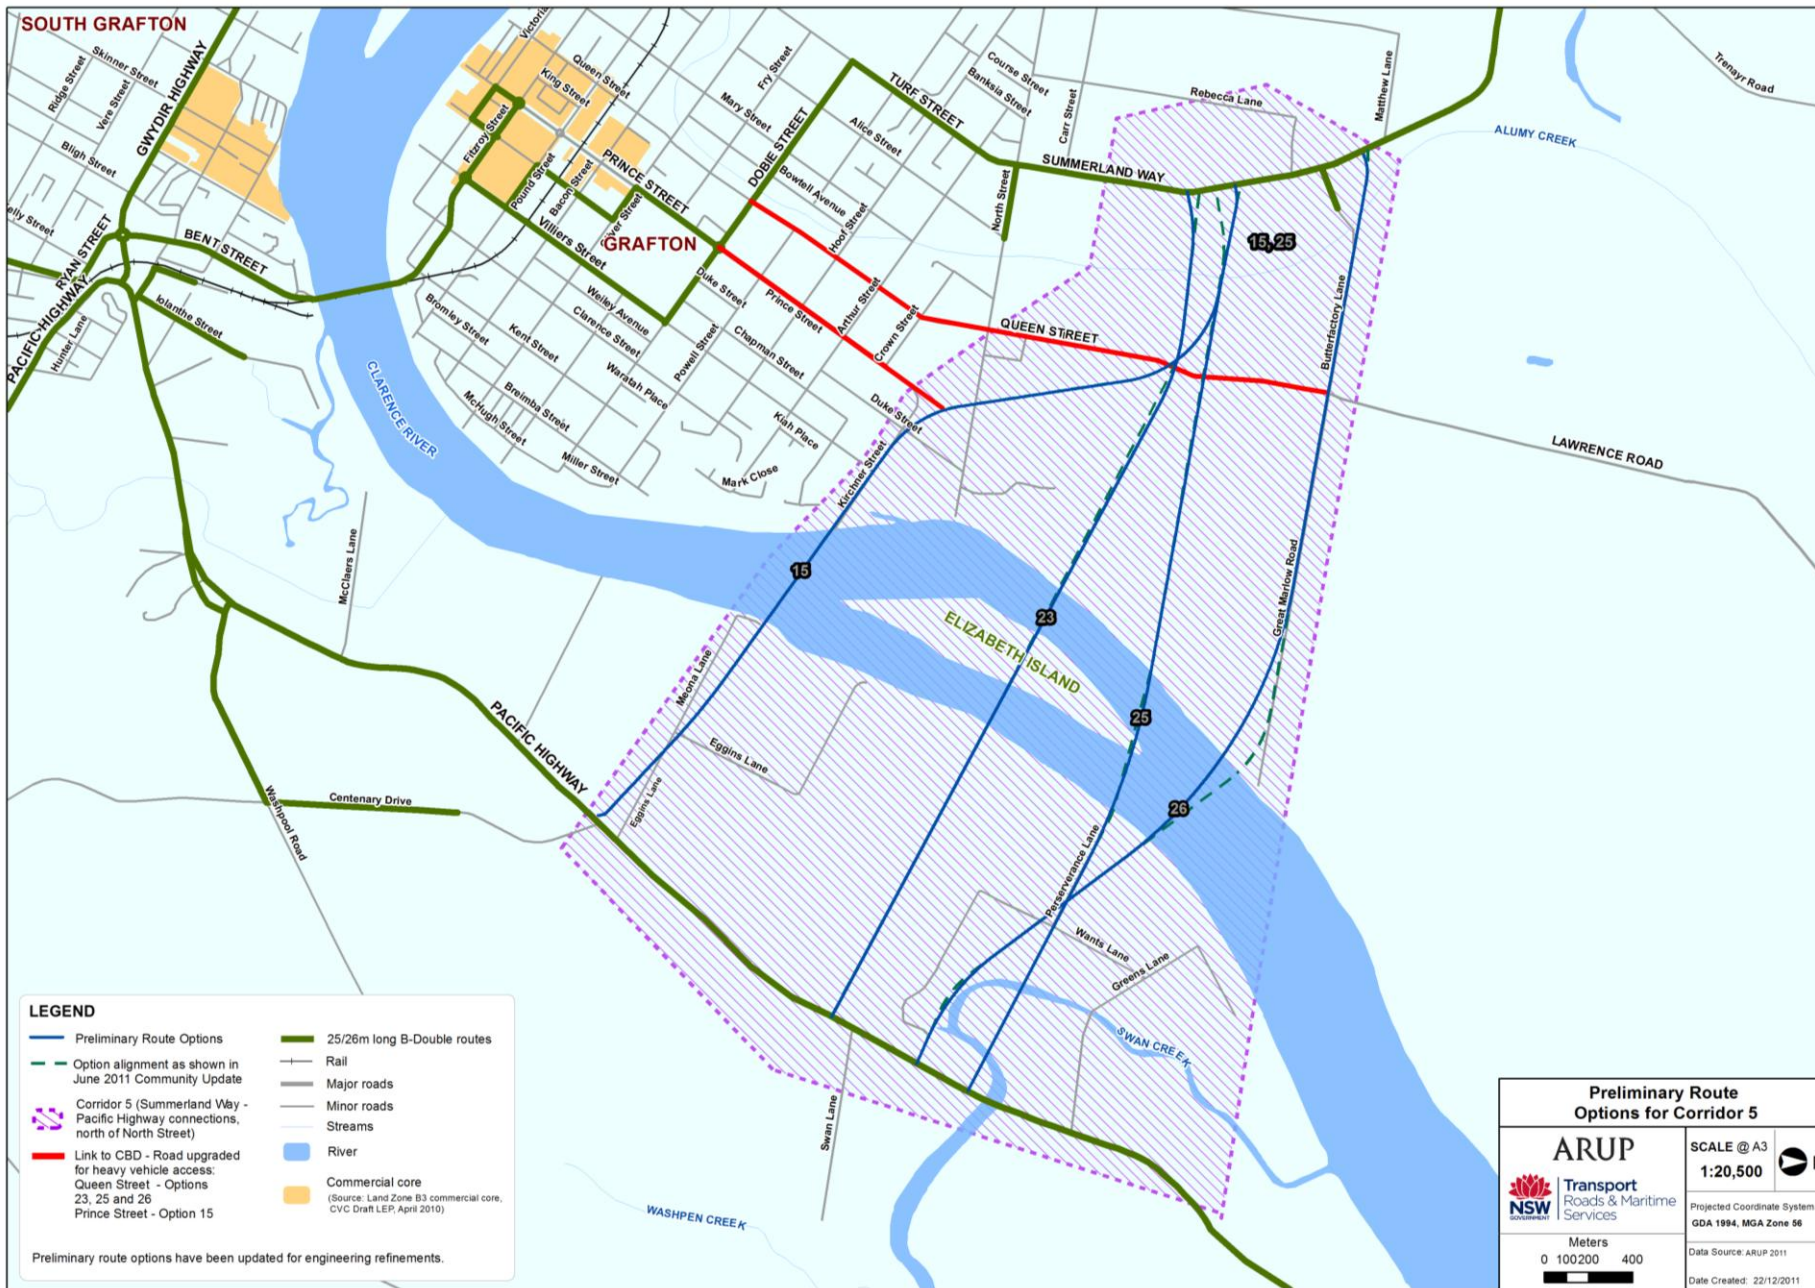 SOUTH GRAFTON
Skinner Street
Ridge Street
Vere Street
Bligh Street
GWYDIR HIGHWAY
elly Street
RYAN STREET
PACIFIC HIGHWAY
BENT STREET
Iolanthe Street
Hunter Lane
Victoria
Queen Street
King Street
Fitzroy Street
Pound Street
Bacon Street
PRINCE STREET
Villiers Street
GRAFTON
Fry Street
Mary Street
DOBIE STREET
TURF STREET
Alice Street
Bowtell Avenue
Hoof Street
Course Street
Banksia Street
Carr Street
North Street
SUMMERLAND WAY
Rebecca Lane
Matthew Lane
Trenayr Road
ALUMY CREEK
15, 25
Butterfactory Lane
Duke Street
Prince Street
Arthur Street
Crown Street
QUEEN STREET
Weiley Avenue
Clarence Street
Bromley Street
Kent Street
Waratah Place
Powell Street
Chapman Street
Breimba Street
McHugh Street
Miller Street
Kiah Place
Mark Close
Duke Street
Kirchner Street
LAWRENCE ROAD
CLARENCE RIVER
McClaers Lane
15
23
ELIZABETH ISLAND
Great Marlow Road
25
26
Meona Lane
Eggins Lane
Eggins Lane
PACIFIC HIGHWAY
Centenary Drive
Washpool Road
Perserverance Lane
Wants Lane
Greens Lane
SWAN CREEK
Swan Lane
WASHPEN CREEK
LEGEND
Preliminary Route Options
Option alignment as shown in
June 2011 Community Update
Corridor 5 (Summerland Way -
Pacific Highway connections,
north of North Street)
Link to CBD - Road upgraded
for heavy vehicle access:
Queen Street - Options
23, 25 and 26
Prince Street - Option 15
25/26m long B-Double routes
Rail
Major roads
Minor roads
Streams
River
Commercial core
(Source: Land Zone B3 commercial core,
CVC Draft LEP, April 2010)
Preliminary route options have been updated for engineering refinements.
Preliminary Route
Options for Corridor 5
ARUP
NSW
GOVERNMENT
Transport
Roads & Maritime
Services
Meters
0 100200 400
SCALE @ A3
1:20,500
Projected Coordinate System
GDA 1994, MGA Zone 56
Data Source: ARUP 2011
Date Created: 22/12/2011